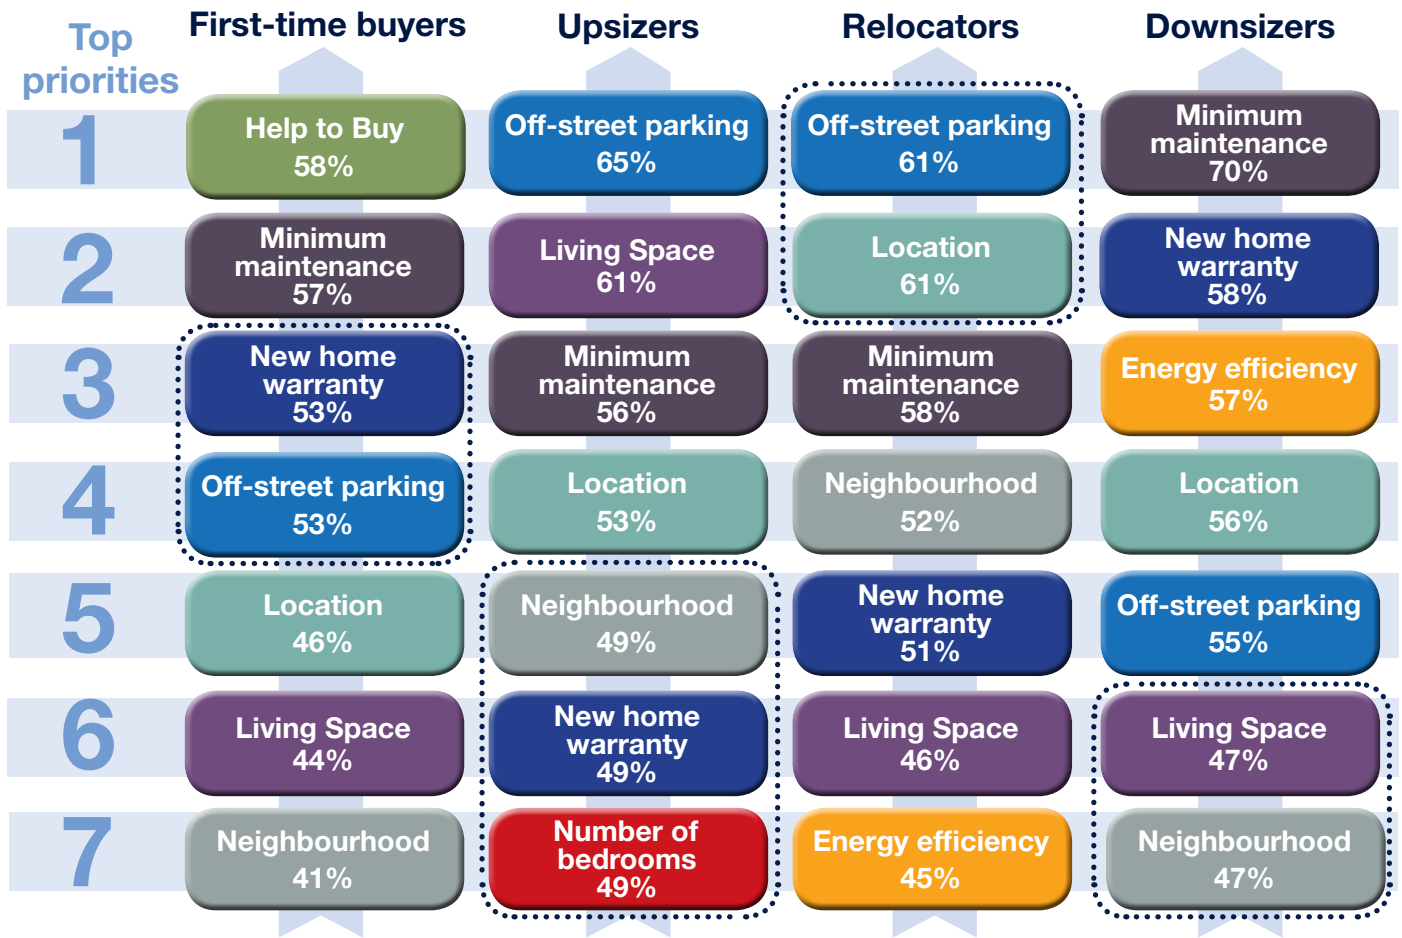 Top
priorities
First-time buyers
Upsizers
Relocators
Downsizers
1
Help to Buy
58%
Off-street parking
65%
Off-street parking
61%
Minimum
maintenance
70%
2
Minimum
maintenance
57%
Living Space
61%
Location
61%
New home
warranty
58%
3
New home
warranty
53%
Minimum
maintenance
56%
Minimum
maintenance
58%
Energy efficiency
57%
4
Off-street parking
53%
Location
53%
Neighbourhood
52%
Location
56%
5
Location
46%
Neighbourhood
49%
New home
warranty
51%
Off-street parking
55%
6
Living Space
44%
New home
warranty
49%
Living Space
46%
Living Space
47%
7
Neighbourhood
41%
Number of
bedrooms
49%
Energy efficiency
45%
Neighbourhood
47%